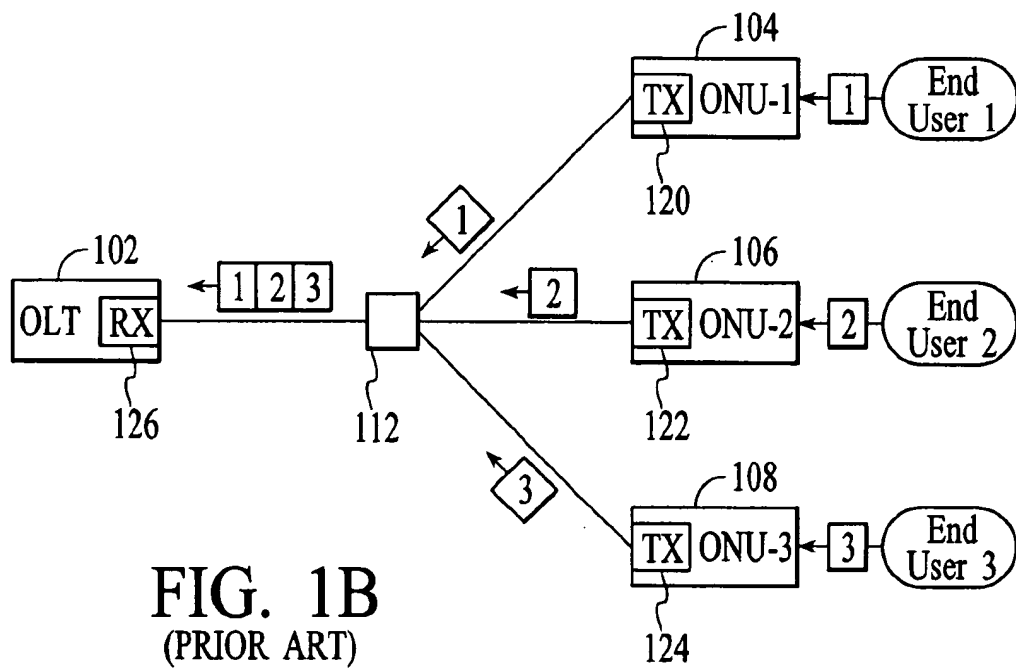 104
TX ONU-1
1
End
User 1
120
1
102
1 2 3
OLT RX
126
112
106
2
TX ONU-2
2
End
User 2
122
3
108
TX ONU-3
3
End
User 3
124
FIG. 1B
(PRIOR ART)